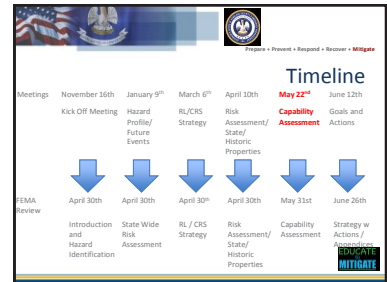 Prepare + Prevent + Respond + Recover + Mitigate
Timeline
Meetings November 16th January 9th March 6th April 10th May 22nd June 12th
Kick Off Meeting Hazard RL/CRS Risk Capability Goals and
Profile/ Strategy Assessment/ Assessment Actions
Future State/
Events Historic
Properties
FEMA April 30th April 30th April 30th April 30th May 31st June 26th
Review
Introduction State Wide RL / CRS Risk Capability Strategy w
and Risk Strategy Assessment/ Assessment Actions /
Hazard Assessment State/ Appendices
Identification Historic
Properties
EDUCATE
MITIGATE